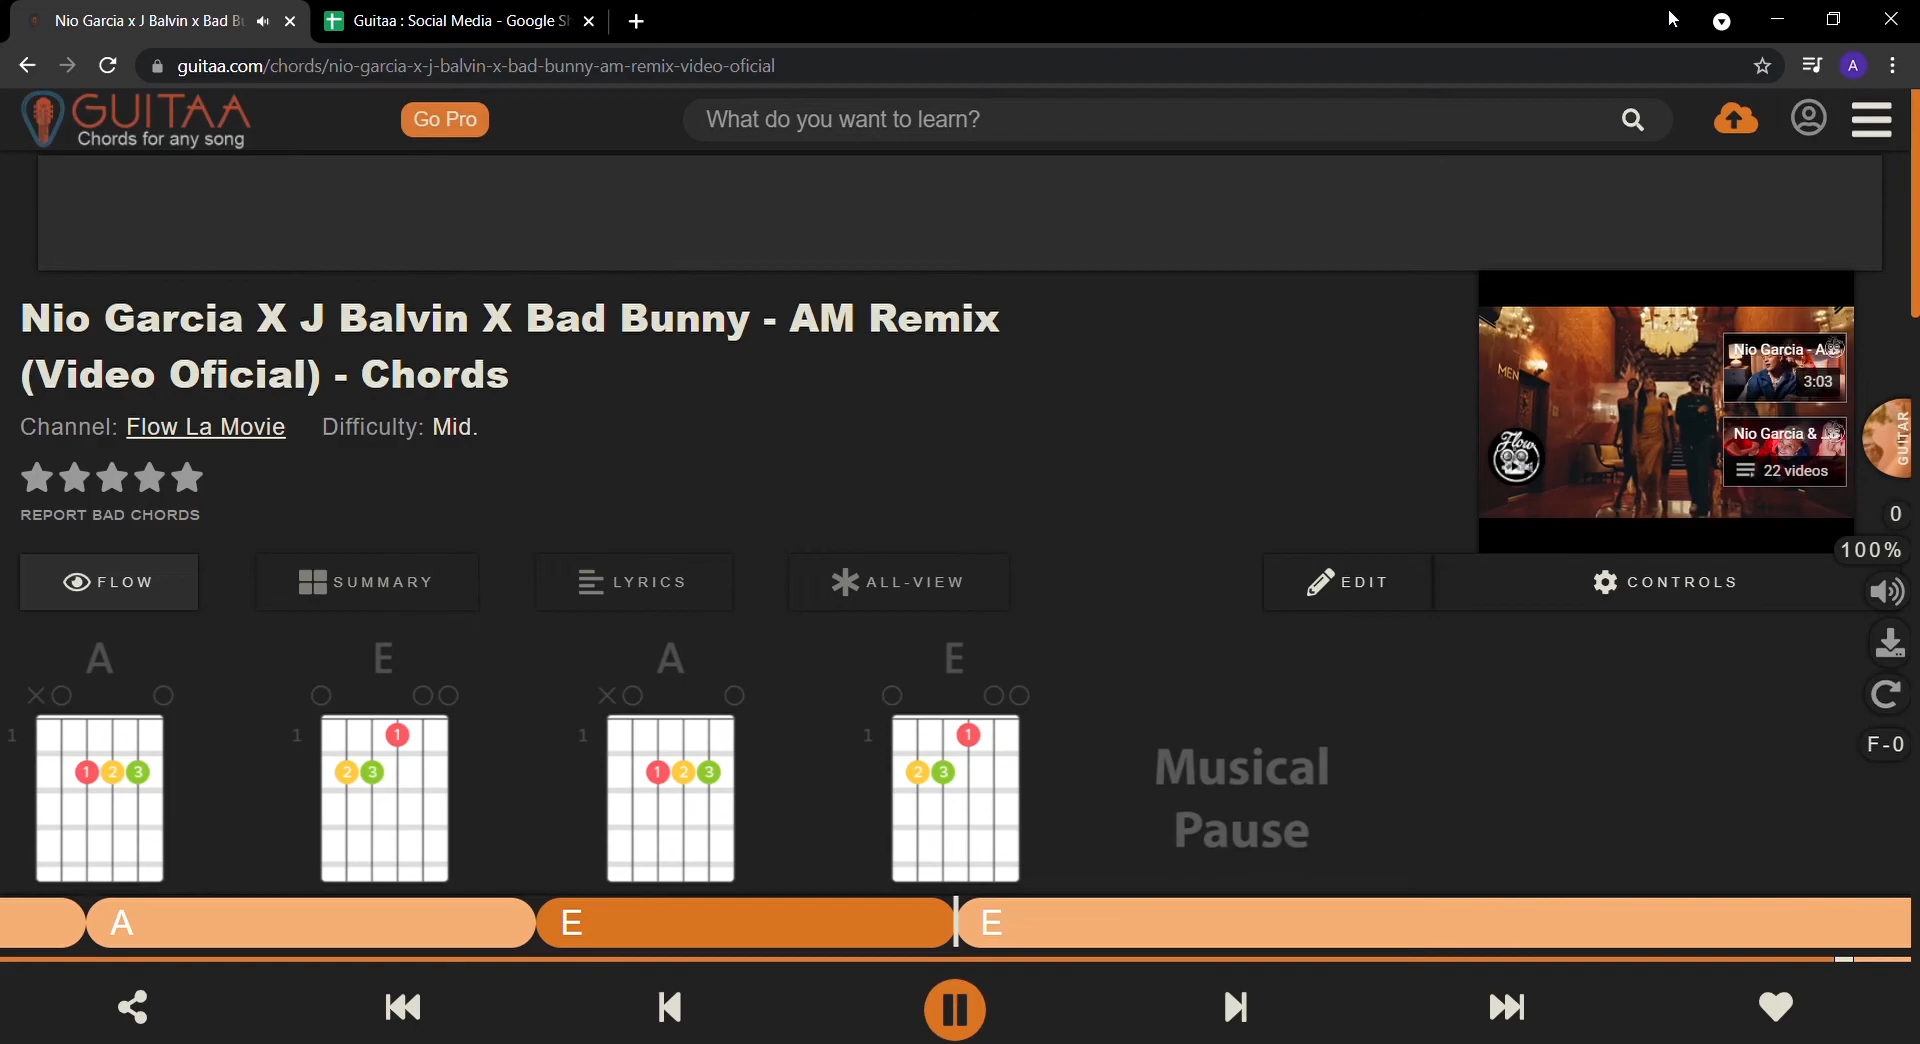 Nio Garcia x J Balvin x Bad Bu
Guitaa : Social Media - Google Sh
guitaa.com/chords/nio-garcia-x-j-balvin-x-bad-bunny-am-remix-video-oficial
A
GUITAA
Chords for any song
Go Pro
What do you want to learn?
Nio Garcia X J Balvin X Bad Bunny - AM Remix
(Video Oficial) - Chords
Channel: Flow La Movie Difficulty: Mid.
REPORT BAD CHORDS
MEN
Flow
Nio Garcia - A
3:03
Nio Garcia &
22 videos
GUITAR
0
100%
FLOW
SUMMARY
LYRICS
ALL-VIEW
EDIT
CONTROLS
F-0
A E A E
1 1 1 1
1 1
2 3 2 3
1 2 3 1 2 3
Musical
Pause
A E E